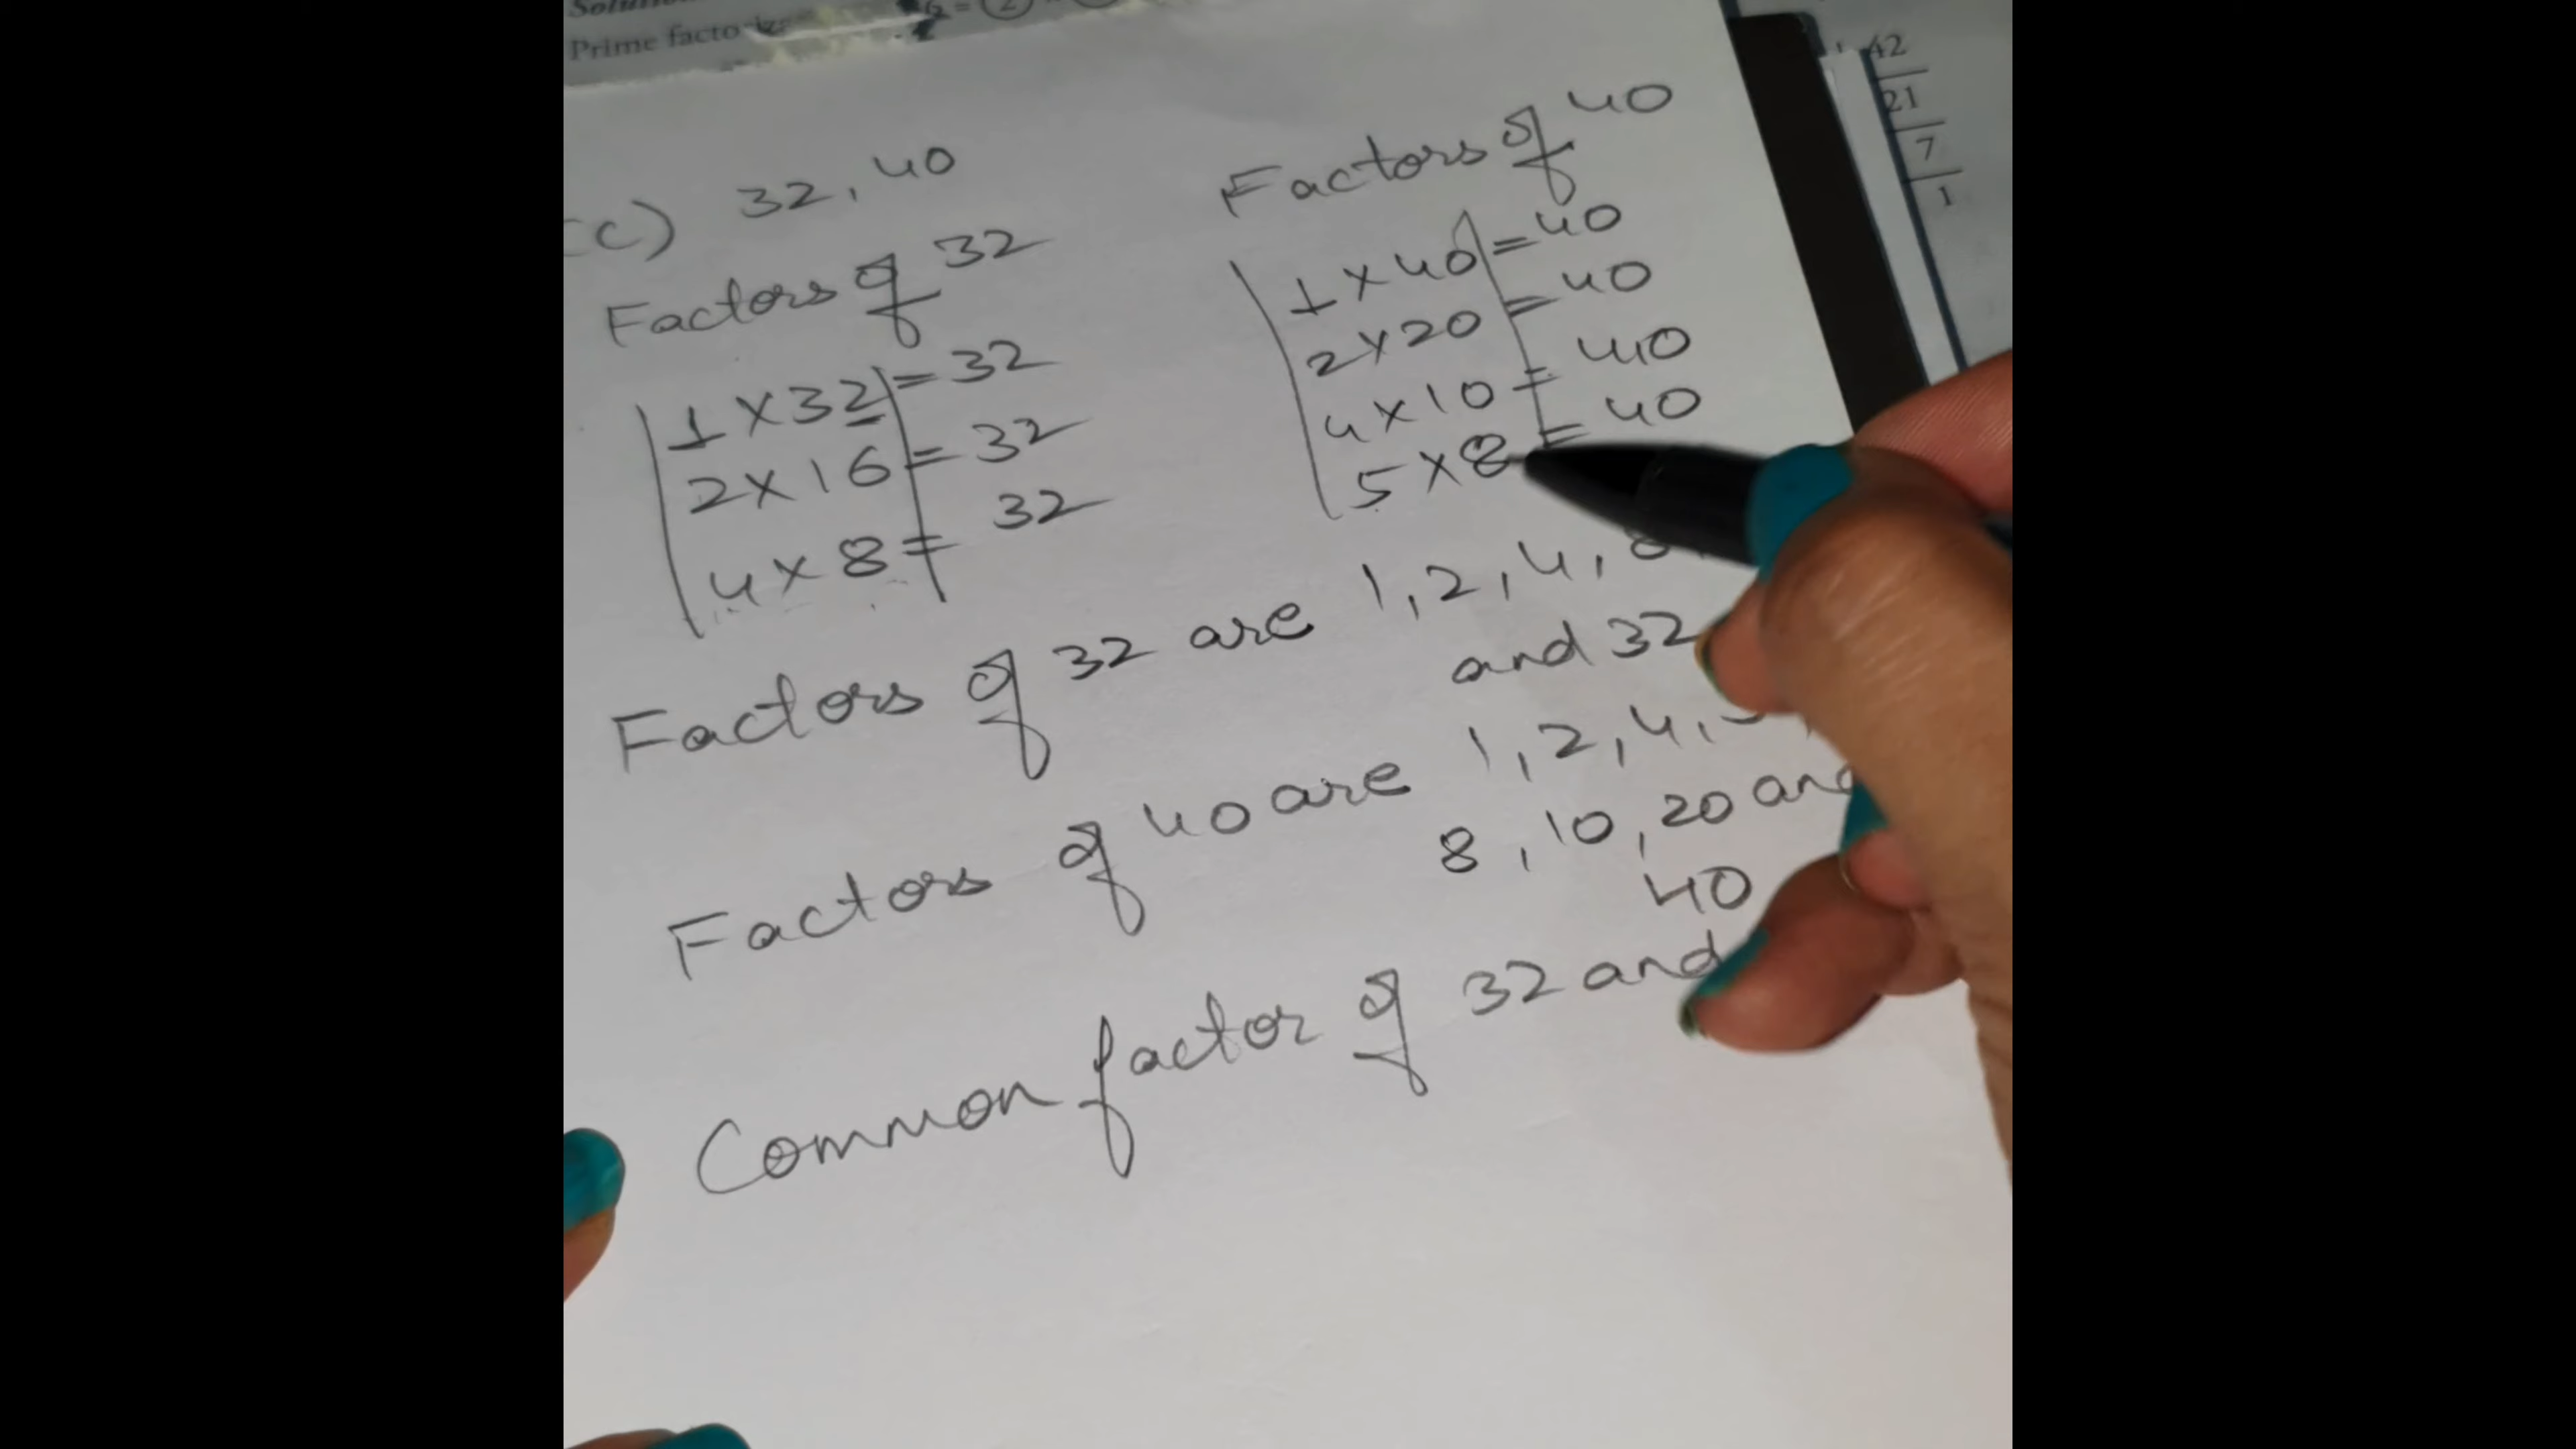 Prime facto
42
21
7
1
(C) 32, 40
Factors of 32
1 x 32 = 32
2 x 16 = 32
4 x 8 = 32
Factors of 40
1 x 40 = 40
2 x 20 = 40
4 x 10 = 40
5 x 8 = 40
Factors of 32 are 1, 2, 4,
and 32
Factors of 40 are 1, 2, 4,
8, 10, 20 and
40
Common factor of 32 and